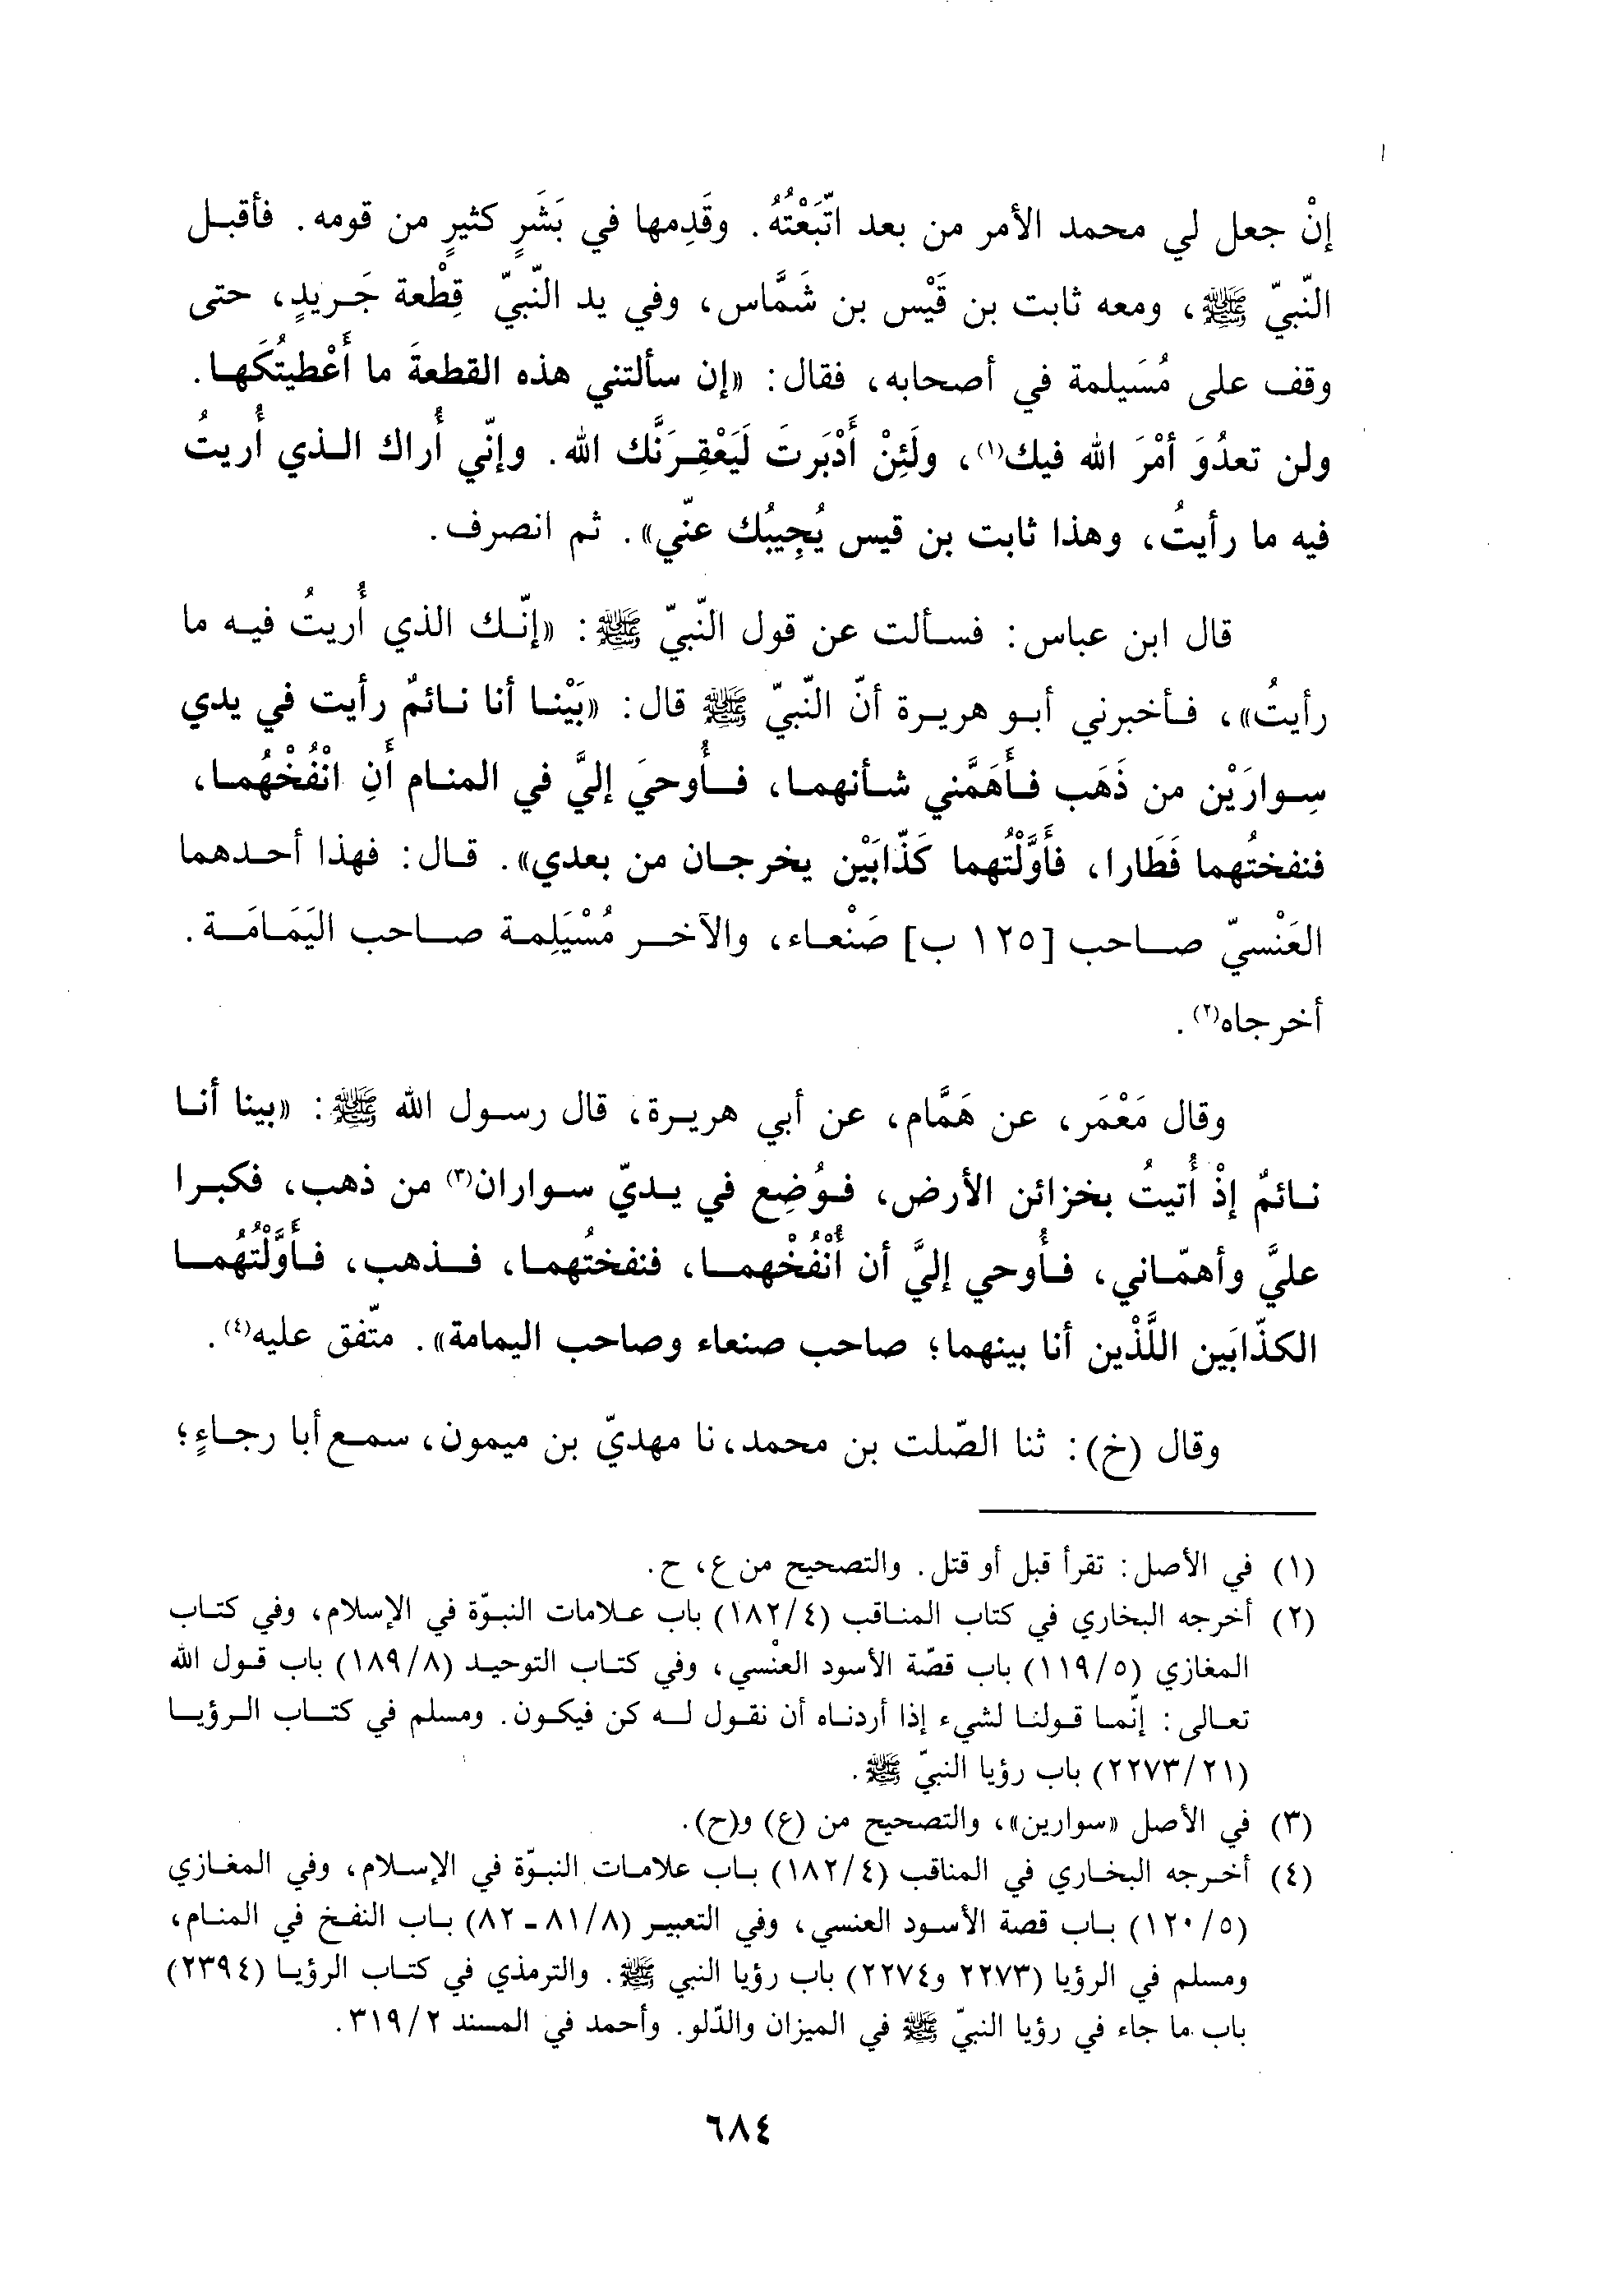 إنْ جعل لي محمد الأمر من بعد اتّبَعْتُهُ. وقَدِمها في بَشَرٍ كثيرٍ من قومه. فأقبل
النّبيّ ﷺ، ومعه ثابت بن قَيْس بن شَمَّاس، وفي يد النّبيّ قِطْعة جَريدٍ، حتى
وقف على مُسَيلمة في أصحابه، فقال: «إن سألتني هذه القطعةَ ما أَعْطيتُكَها.
ولن تعدُوَ أمْرَ الله فيك(١)، ولَئِنْ أَدْبَرتَ لَيَعْقِرَنَّك الله. وإنّي أُراك الذي أُريتُ
فيه ما رأيتُ، وهذا ثابت بن قيس يُجِيبُك عنّي». ثم انصرف.
قال ابن عباس: فسألت عن قول النّبيّ ﷺ: «إنّك الذي أُريتُ فيه ما
رأيتُ»، فأخبرني أبو هريرة أنّ النّبيّ ﷺ قال: «بَيْنا أنا نائمٌ رأيت في يدي
سِوارَيْن من ذَهَب فأَهَمَّني شأنهما، فأُوحيَ إليَّ في المنام أَنِ انْفُخْهُما،
فنفختُهما فَطَارا، فأَوَّلْتُهما كَذّابَيْن يخرجان من بعدي». قال: فهذا أحدهما
العَنْسيّ صاحب [١٢٥ ب] صَنْعاء، والآخر مُسْيَلِمة صاحب اليَمَامَة.
أخرجاه(٢).
وقال مَعْمَر، عن هَمَّام، عن أبي هريرة، قال رسول الله ﷺ: «بينا أنا
نائمٌ إذْ أُتيتُ بخزائن الأرض، فوُضِع في يديّ سواران(٣) من ذهب، فكبرا
عليَّ وأهمّاني، فأُوحي إليَّ أن أُنْفُخْهما، فنفختُهما، فذهب، فأَوَّلْتُهُما
الكذّابَين اللَّذْين أنا بينهما؛ صاحب صنعاء وصاحب اليمامة». متّفق عليه(٤).
وقال (خ): ثنا الصّلت بن محمد، نا مهديّ بن ميمون، سمع أبا رجاءٍ؛
(١) في الأصل: تقرأ قبل أو قتل. والتصحيح من ع، ح.
(٢) أخرجه البخاري في كتاب المناقب (١٨٢/٤) باب علامات النبوّة في الإسلام، وفي كتاب
المغازي (١١٩/٥) باب قصّة الأسود العنْسي، وفي كتاب التوحيد (١٨٩/٨) باب قول الله
تعالى: إنّما قولنا لشيء إذا أردناه أن نقول له كن فيكون. ومسلم في كتاب الرؤيا
(٢٢٧٣/٢١) باب رؤيا النبيّ ﷺ.
(٣) في الأصل «سوارين»، والتصحيح من (ع) و(ح).
(٤) أخرجه البخاري في المناقب (١٨٢/٤) باب علامات النبوّة في الإسلام، وفي المغازي
(١٢٠/٥) باب قصة الأسود العنسي، وفي التعبير (٨١/٨ - ٨٢) باب النفخ في المنام،
ومسلم في الرؤيا (٢٢٧٣ و٢٢٧٤) باب رؤيا النبي ﷺ. والترمذي في كتاب الرؤيا (٢٣٩٤)
باب ما جاء في رؤيا النبيّ ﷺ في الميزان والدّلو. وأحمد في المسند ٣١٩/٢.
٦٨٤